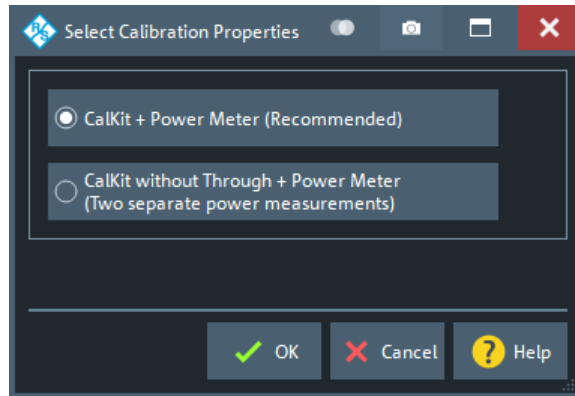 R&S
Select Calibration Properties
CalKit + Power Meter (Recommended)
CalKit without Through + Power Meter
(Two separate power measurements)
OK
Cancel
? Help